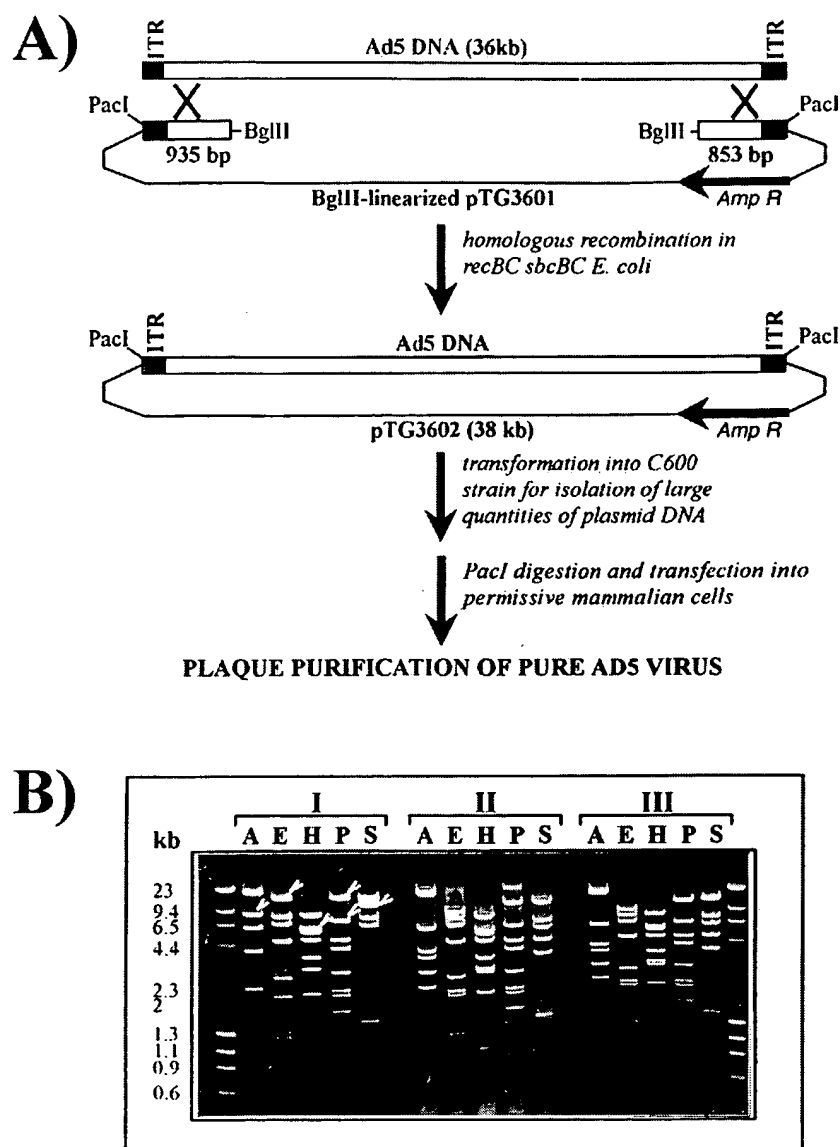 A)
ITR
Ad5 DNA (36kb)
ITR
PacI
BglII
BglII
PacI
935 bp
853 bp
BglII-linearized pTG3601
Amp R
homologous recombination in
recBC sbcBC E. coli
PacI
ITR
Ad5 DNA
ITR
PacI
pTG3602 (38 kb)
Amp R
transformation into C600
strain for isolation of large
quantities of plasmid DNA
PacI digestion and transfection into
permissive mammalian cells
PLAQUE PURIFICATION OF PURE AD5 VIRUS
B)
I II III
kb A E H P S A E H P S A E H P S
23
9.4
6.5
4.4
2.3
2
1.3
1.1
0.9
0.6